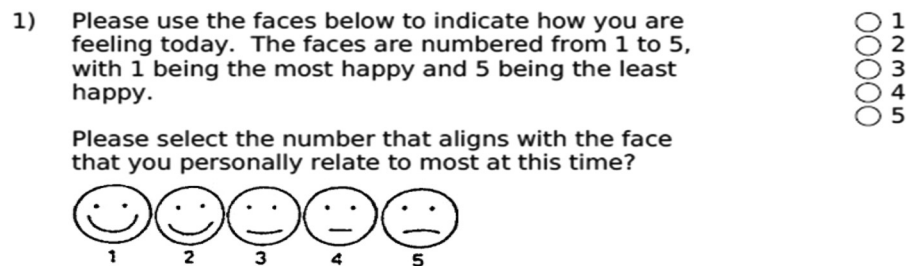 1) Please use the faces below to indicate how you are
feeling today. The faces are numbered from 1 to 5,
with 1 being the most happy and 5 being the least
happy.
Please select the number that aligns with the face
that you personally relate to most at this time?
1 2 3 4 5
1
2
3
4
5